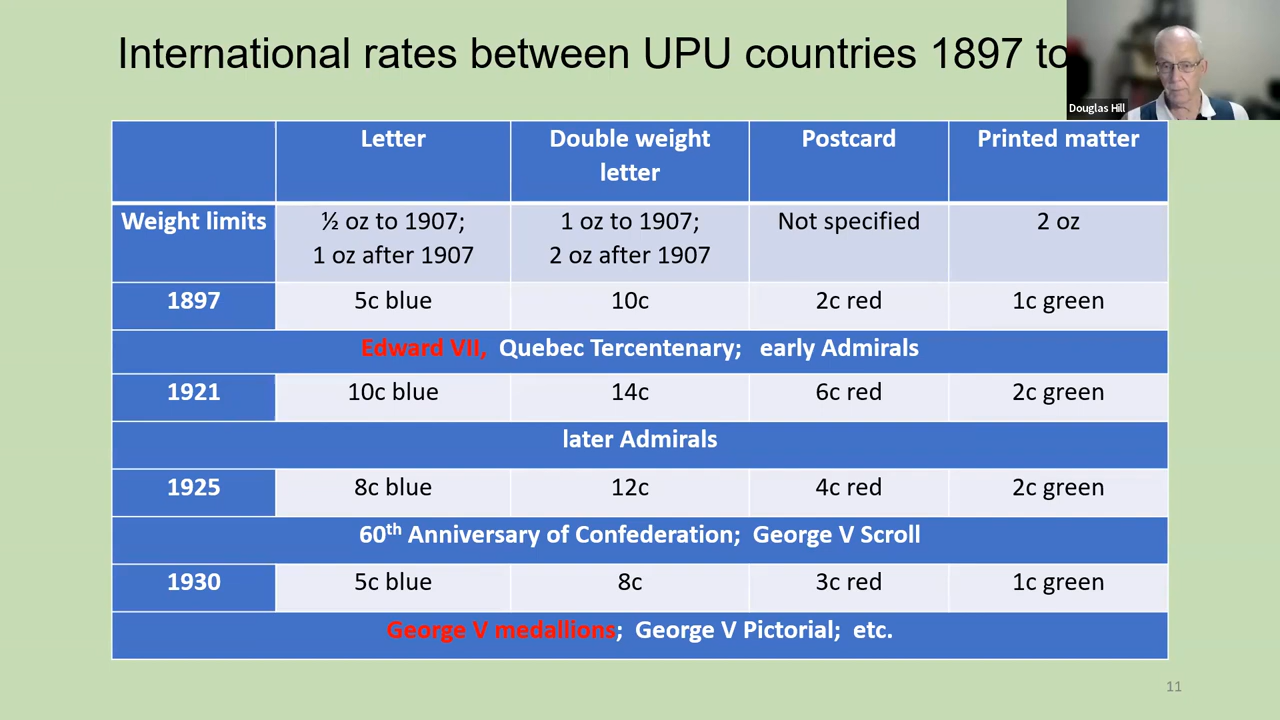 International rates between UPU countries 1897 to
Douglas Hill
Letter
Double weight
letter
Postcard
Printed matter
Weight limits
½ oz to 1907;
1 oz after 1907
1 oz to 1907;
2 oz after 1907
Not specified
2 oz
1897
5c blue
10c
2c red
1c green
Edward VII, Quebec Tercentenary; early Admirals
1921
10c blue
14c
6c red
2c green
later Admirals
1925
8c blue
12c
4c red
2c green
60th Anniversary of Confederation; George V Scroll
1930
5c blue
8c
3c red
1c green
George V medallions; George V Pictorial; etc.
11